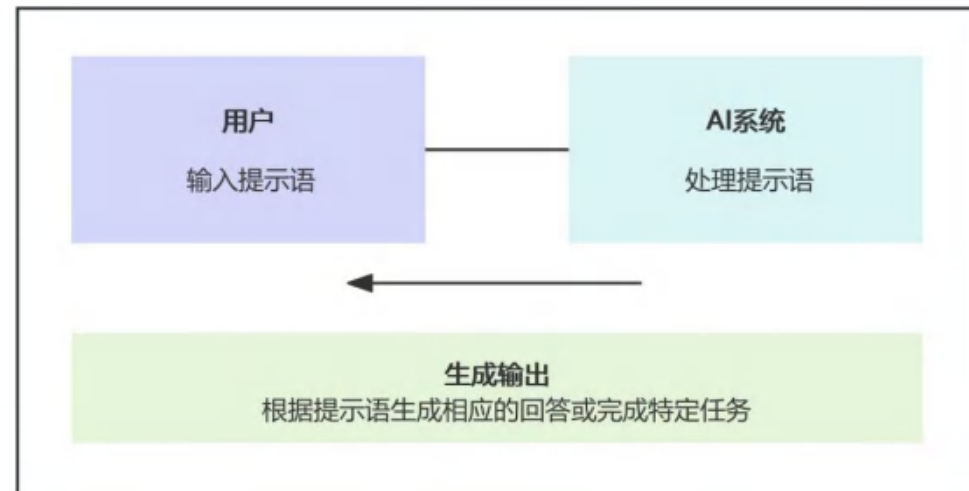 用户
输入提示语
AI系统
处理提示语
生成输出
根据提示语生成相应的回答或完成特定任务